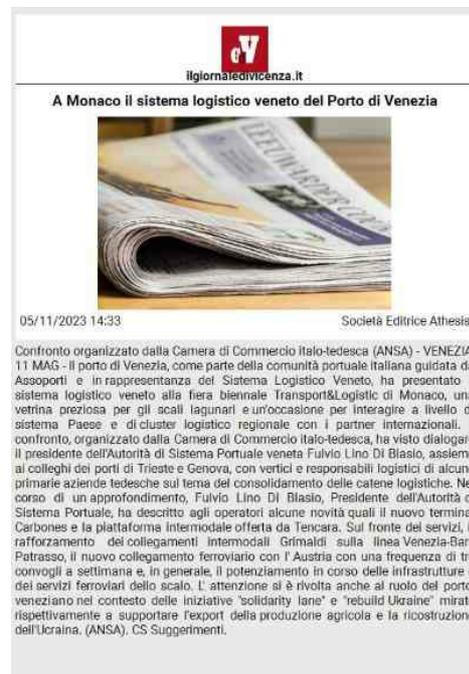 eV
ilgiornaledivicenza.it
A Monaco il sistema logistico veneto del Porto di Venezia
LEEUWARDER COU
05/11/2023 14:33 Società Editrice Athesis
Confronto organizzato dalla Camera di Commercio italo-tedesca (ANSA) - VENEZIA
11 MAG - Il porto di Venezia, come parte della comunità portuale italiana guidata da
Assoporti e in rappresentanza del Sistema Logistico Veneto, ha presentato
sistema logistico veneto alla fiera biennale Transport&Logistic di Monaco, una
vetrina preziosa per gli scali lagunari e un'occasione per interagire a livello di
sistema Paese e di cluster logistico regionale con i partner internazionali.
confronto, organizzato dalla Camera di Commercio italo-tedesca, ha visto dialogare
il presidente dell'Autorità di Sistema Portuale veneta Fulvio Lino Di Blasio, assieme
ai colleghi dei porti di Trieste e Genova, con vertici e responsabili logistici di alcune
primarie aziende tedesche sul tema del consolidamento delle catene logistiche. Nel
corso di un approfondimento, Fulvio Lino Di Blasio, Presidente dell'Autorità di
Sistema Portuale, ha descritto agli operatori alcune novità quali il nuovo terminal
Carbones e la piattaforma intermodale offerta da Tencara. Sul fronte dei servizi, il
rafforzamento dei collegamenti intermodali Grimaldi sulla linea Venezia-Bari
Patrasso, il nuovo collegamento ferroviario con l' Austria con una frequenza di tre
convogli a settimana e, in generale, il potenziamento in corso delle infrastrutture e
dei servizi ferroviari dello scalo. L' attenzione si è rivolta anche al ruolo del porto
veneziano nel contesto delle iniziative "solidarity lane" e "rebuild Ukraine" mirate
rispettivamente a supportare l'export della produzione agricola e la ricostruzione
dell'Ucraina. (ANSA). CS Suggerimenti.